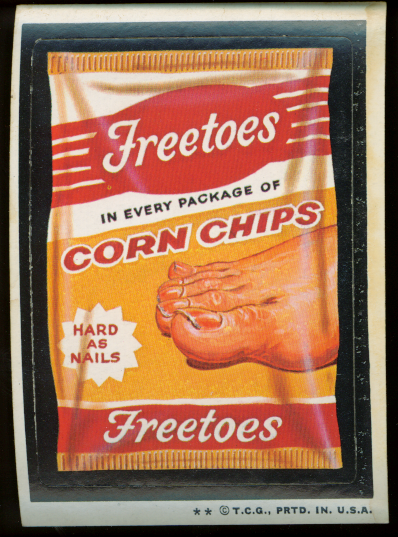 Freetoes
IN EVERY PACKAGE OF
CORN CHIPS
HARD
AS
NAILS
Freetoes
** © T.C.G., PRTD. IN. U.S.A.